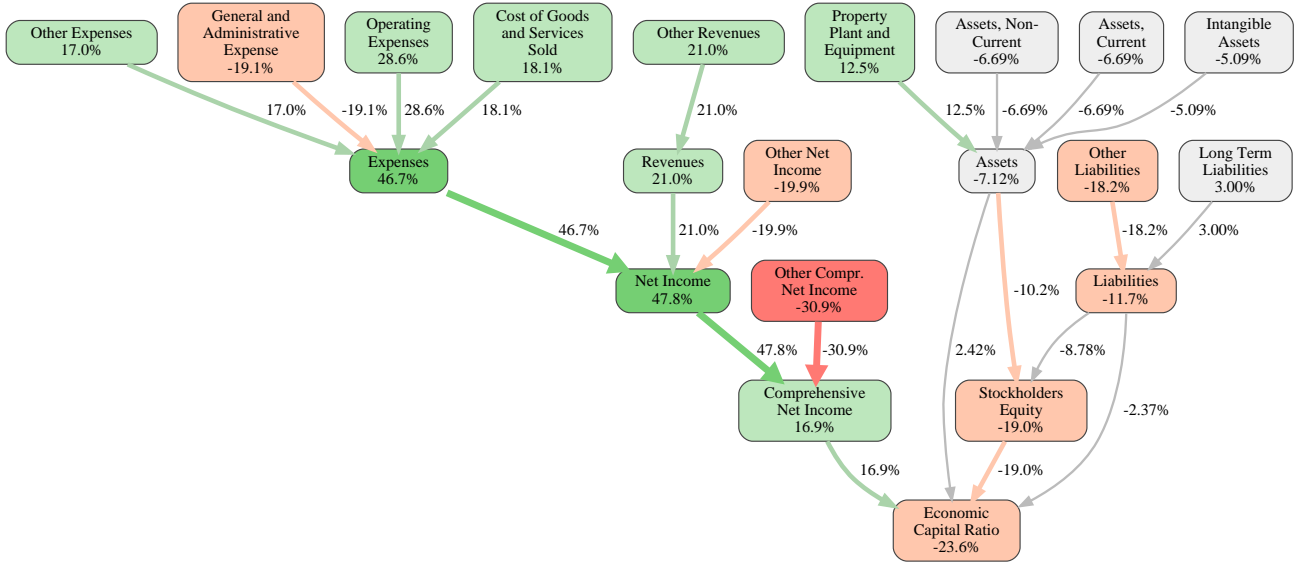 Other Expenses
17.0%
General and
Administrative
Expense
-19.1%
Operating
Expenses
28.6%
Cost of Goods
and Services
Sold
18.1%
Other Revenues
21.0%
Property
Plant and
Equipment
12.5%
Assets, Non-
Current
-6.69%
Assets,
Current
-6.69%
Intangible
Assets
-5.09%
17.0%
-19.1%
28.6%
18.1%
21.0%
12.5%
-6.69%
-6.69%
-5.09%
Expenses
46.7%
Revenues
21.0%
Other Net
Income
-19.9%
Assets
-7.12%
Other
Liabilities
-18.2%
Long Term
Liabilities
3.00%
46.7%
21.0%
-19.9%
-18.2%
3.00%
Net Income
47.8%
Other Compr.
Net Income
-30.9%
-10.2%
Liabilities
-11.7%
47.8%
-30.9%
2.42%
-8.78%
Comprehensive
Net Income
16.9%
Stockholders
Equity
-19.0%
-2.37%
16.9%
-19.0%
Economic
Capital Ratio
-23.6%